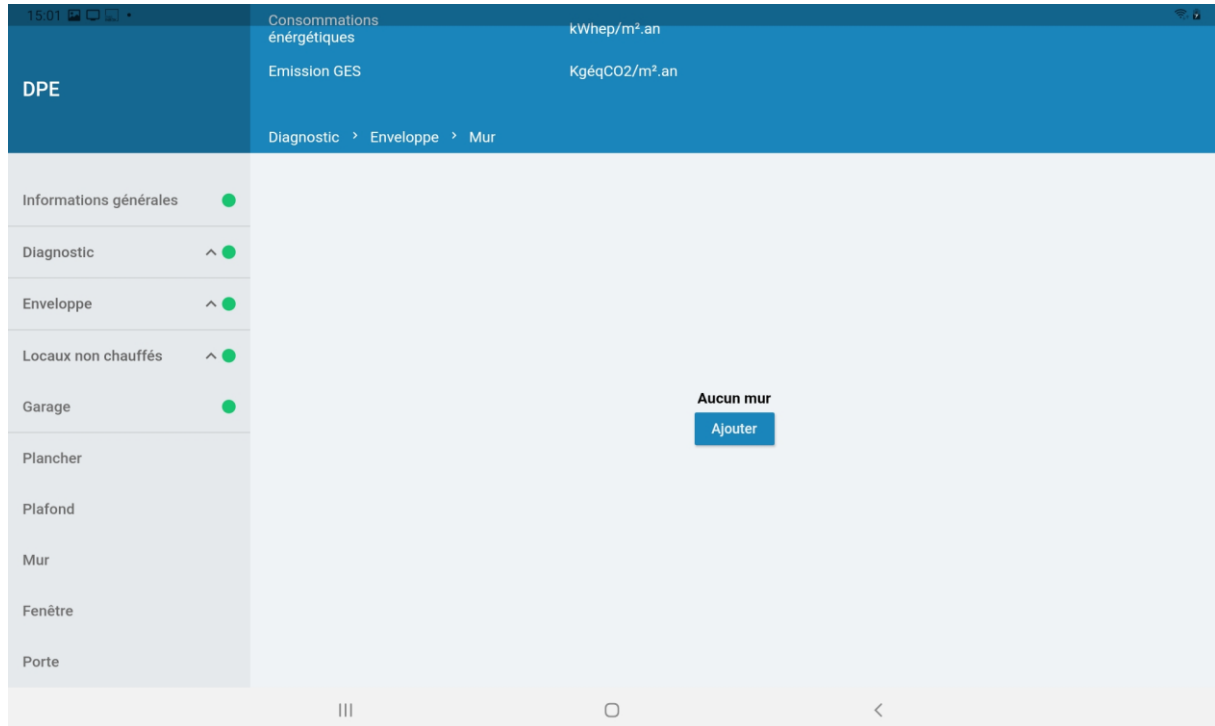 15:01
Consommations
énérgétiques
kWhep/m².an
Emission GES
KgéqCO2/m².an
DPE
Diagnostic > Enveloppe > Mur
Informations générales
Diagnostic
Enveloppe
Locaux non chauffés
Garage
Plancher
Plafond
Mur
Fenêtre
Porte
Aucun mur
Ajouter